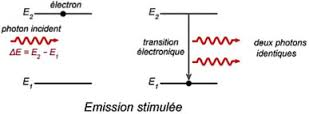 électron
E2
photon incident
ΔE = E2 – E1
E1
E2
transition
électronique
deux photons
identiques
E1
Emission stimulée